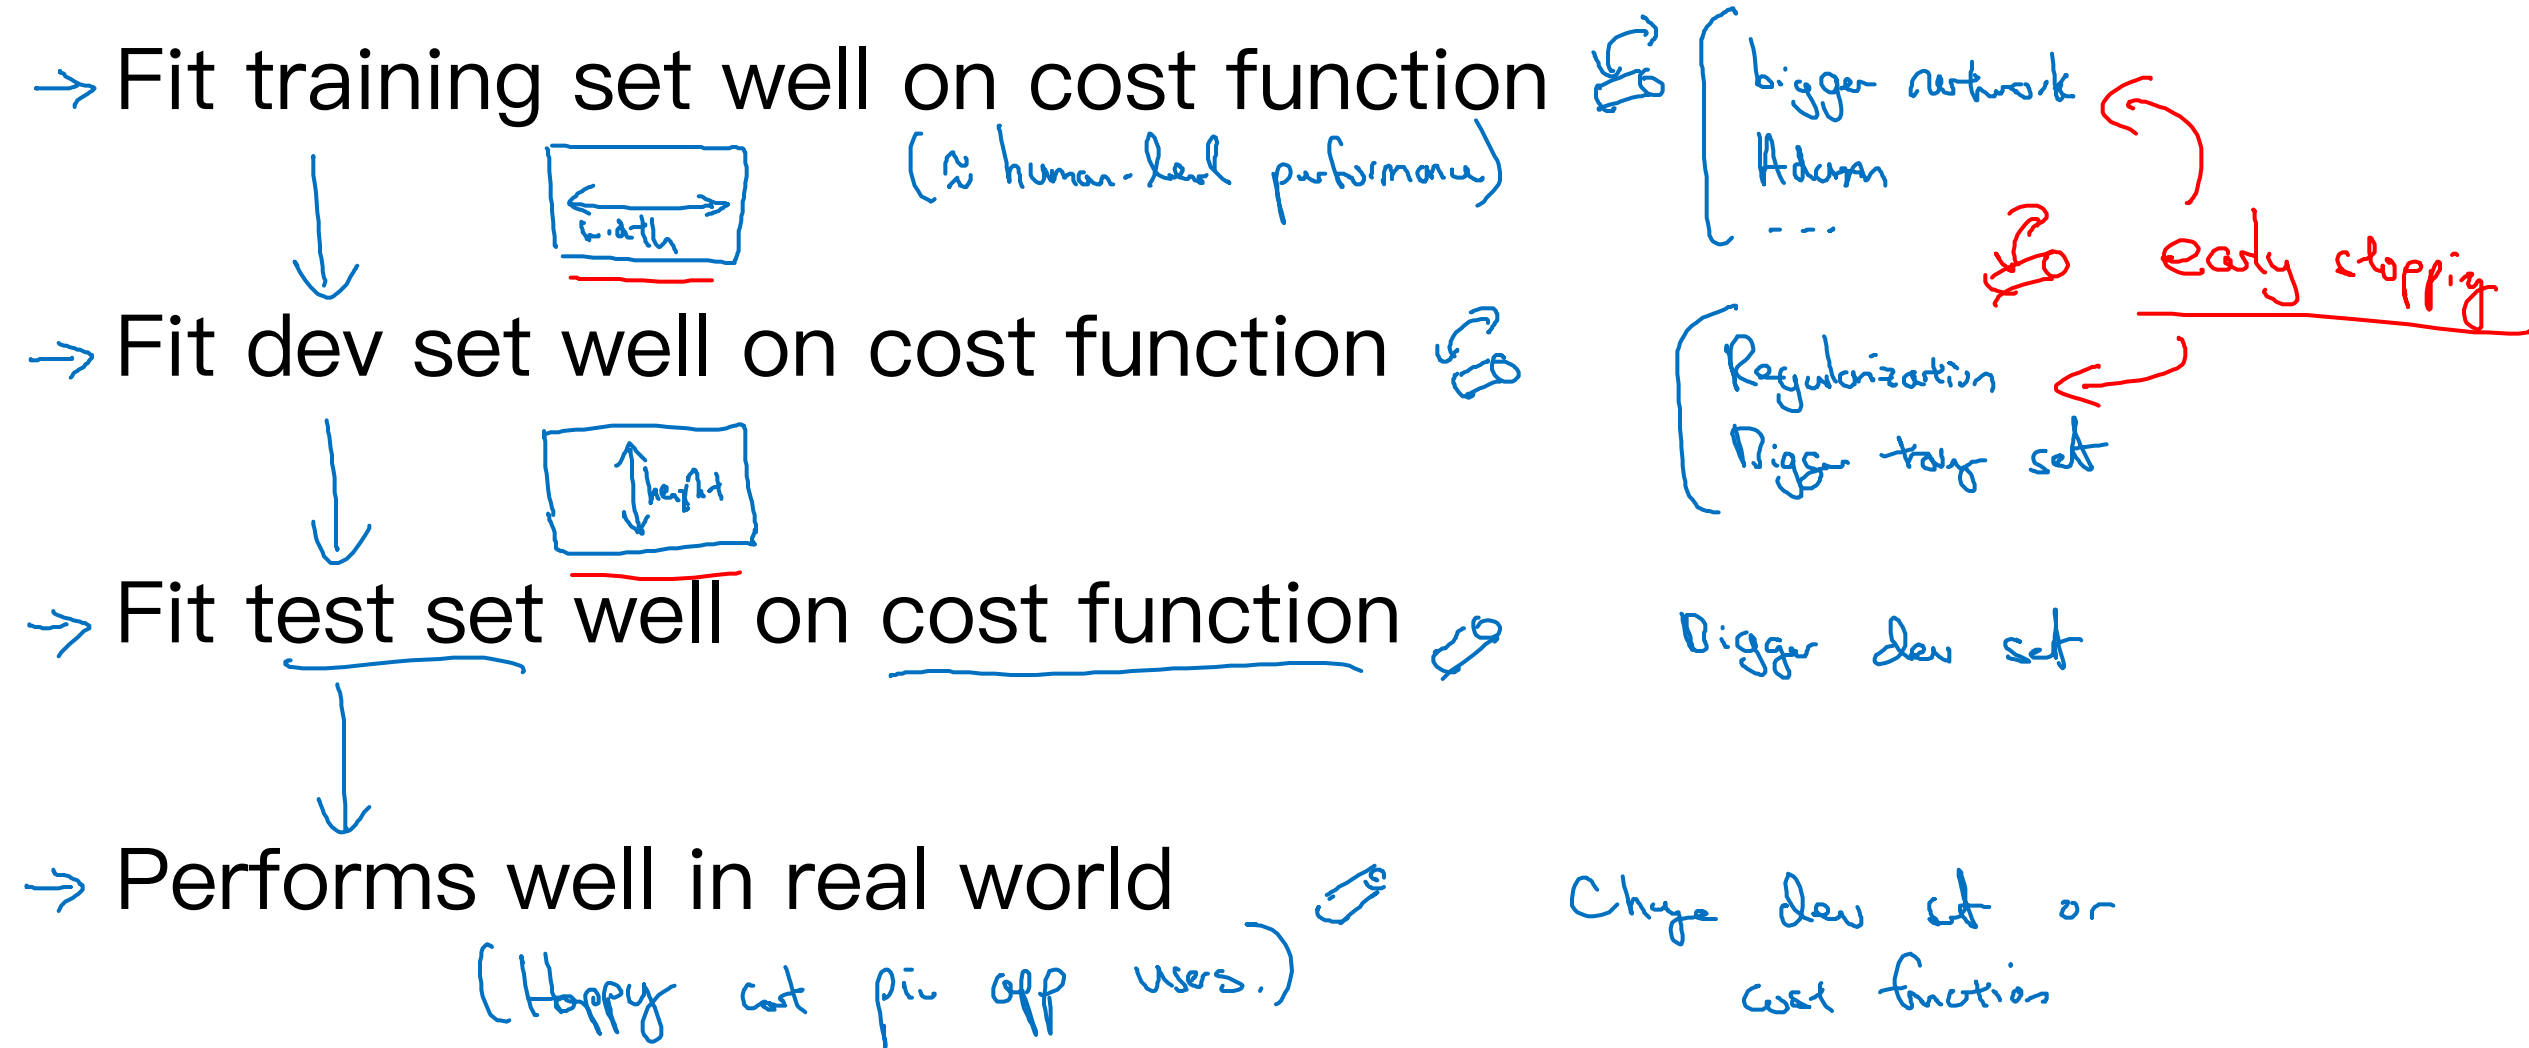 → Fit training set well on cost function
bigger network
(≈ human-level performance)
Adam
....
width
early stopping
→ Fit dev set well on cost function
Regularization
Bigger set
height
→ Fit test set well on cost function
Bigger dev set
→ Performs well in real world
Change dev set or
cost function
(Happy cat pic app users.)